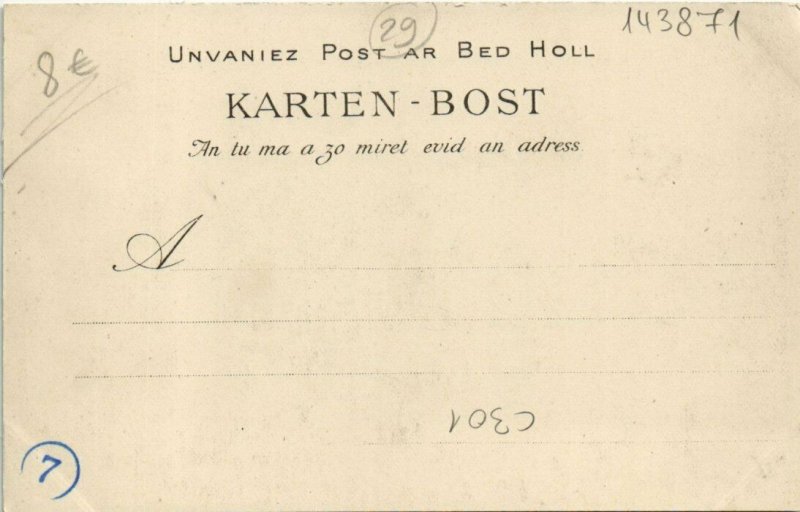 29
143871
8€
UNVANIEZ POST AR BED HOLL
KARTEN-BOST
An tu ma a zo miret evid an adress
A
C301
7